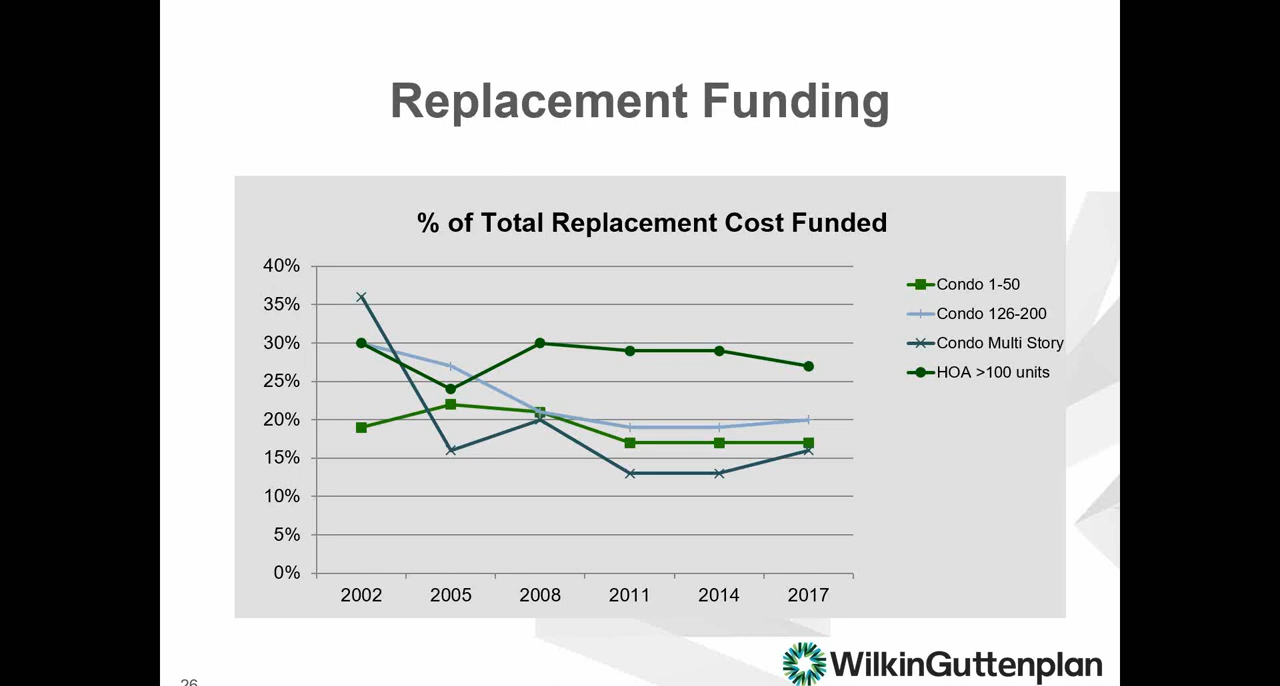 Replacement Funding
% of Total Replacement Cost Funded
40%
35%
30%
25%
20%
15%
10%
5%
0%
2002 2005 2008 2011 2014 2017
Condo 1-50
Condo 126-200
Condo Multi Story
HOA >100 units
WilkinGuttenplan
26